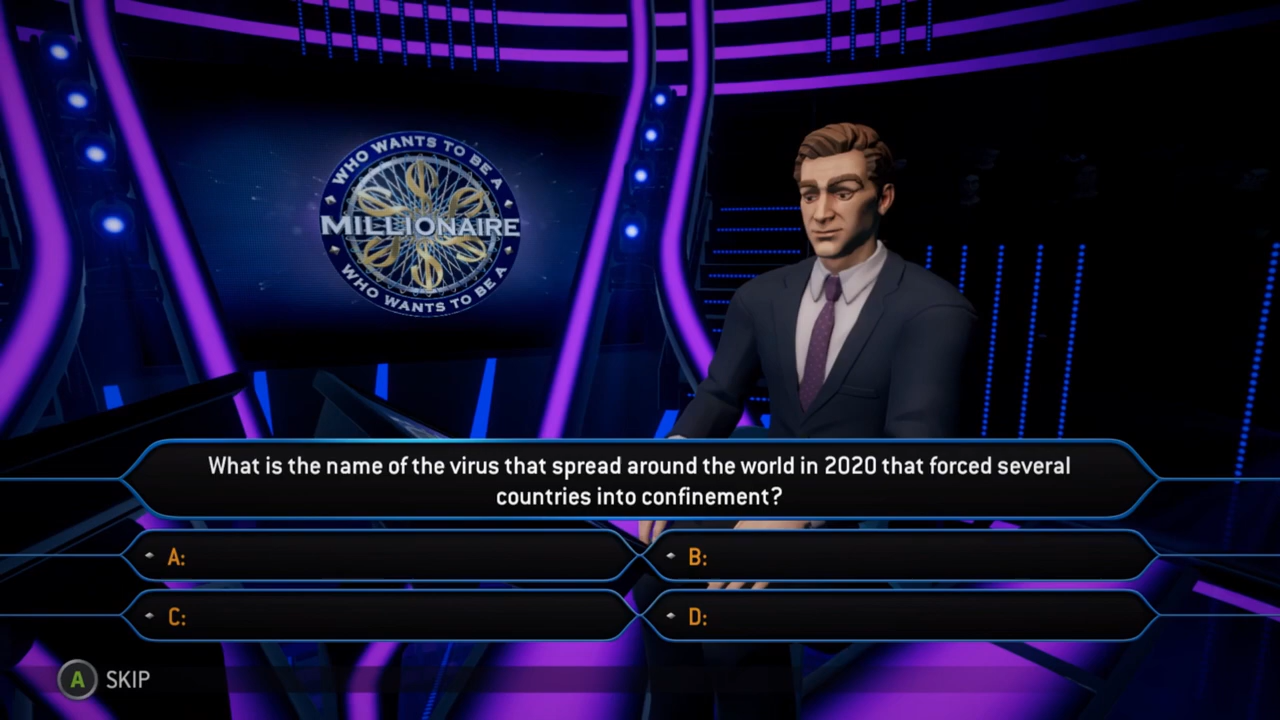 WHO WANTS TO BE A
MILLIONAIRE
WHO WANTS TO BE A
What is the name of the virus that spread around the world in 2020 that forced several
countries into confinement?
A:
B:
C:
D:
A SKIP